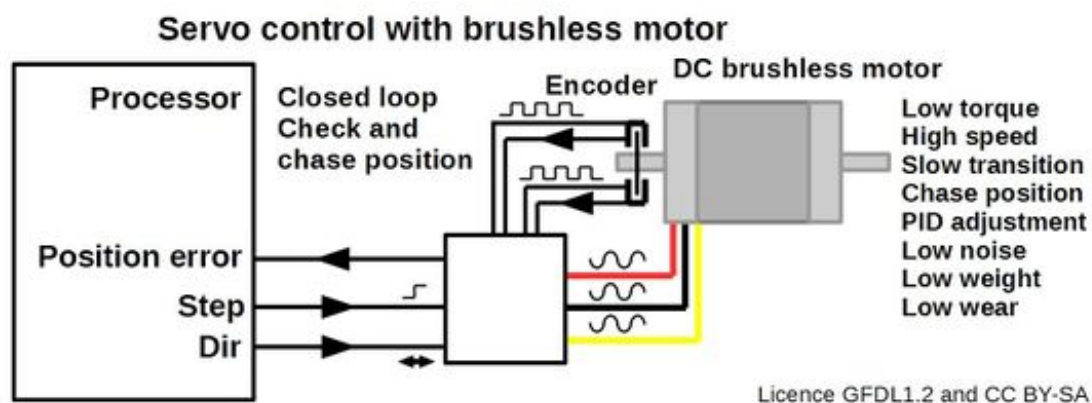 Servo control with brushless motor
Processor
Closed loop
Check and
chase position
Encoder
DC brushless motor
Low torque
High speed
Slow transition
Chase position
PID adjustment
Low noise
Low weight
Low wear
Position error
Step
Dir
Licence GFDL1.2 and CC BY-SA